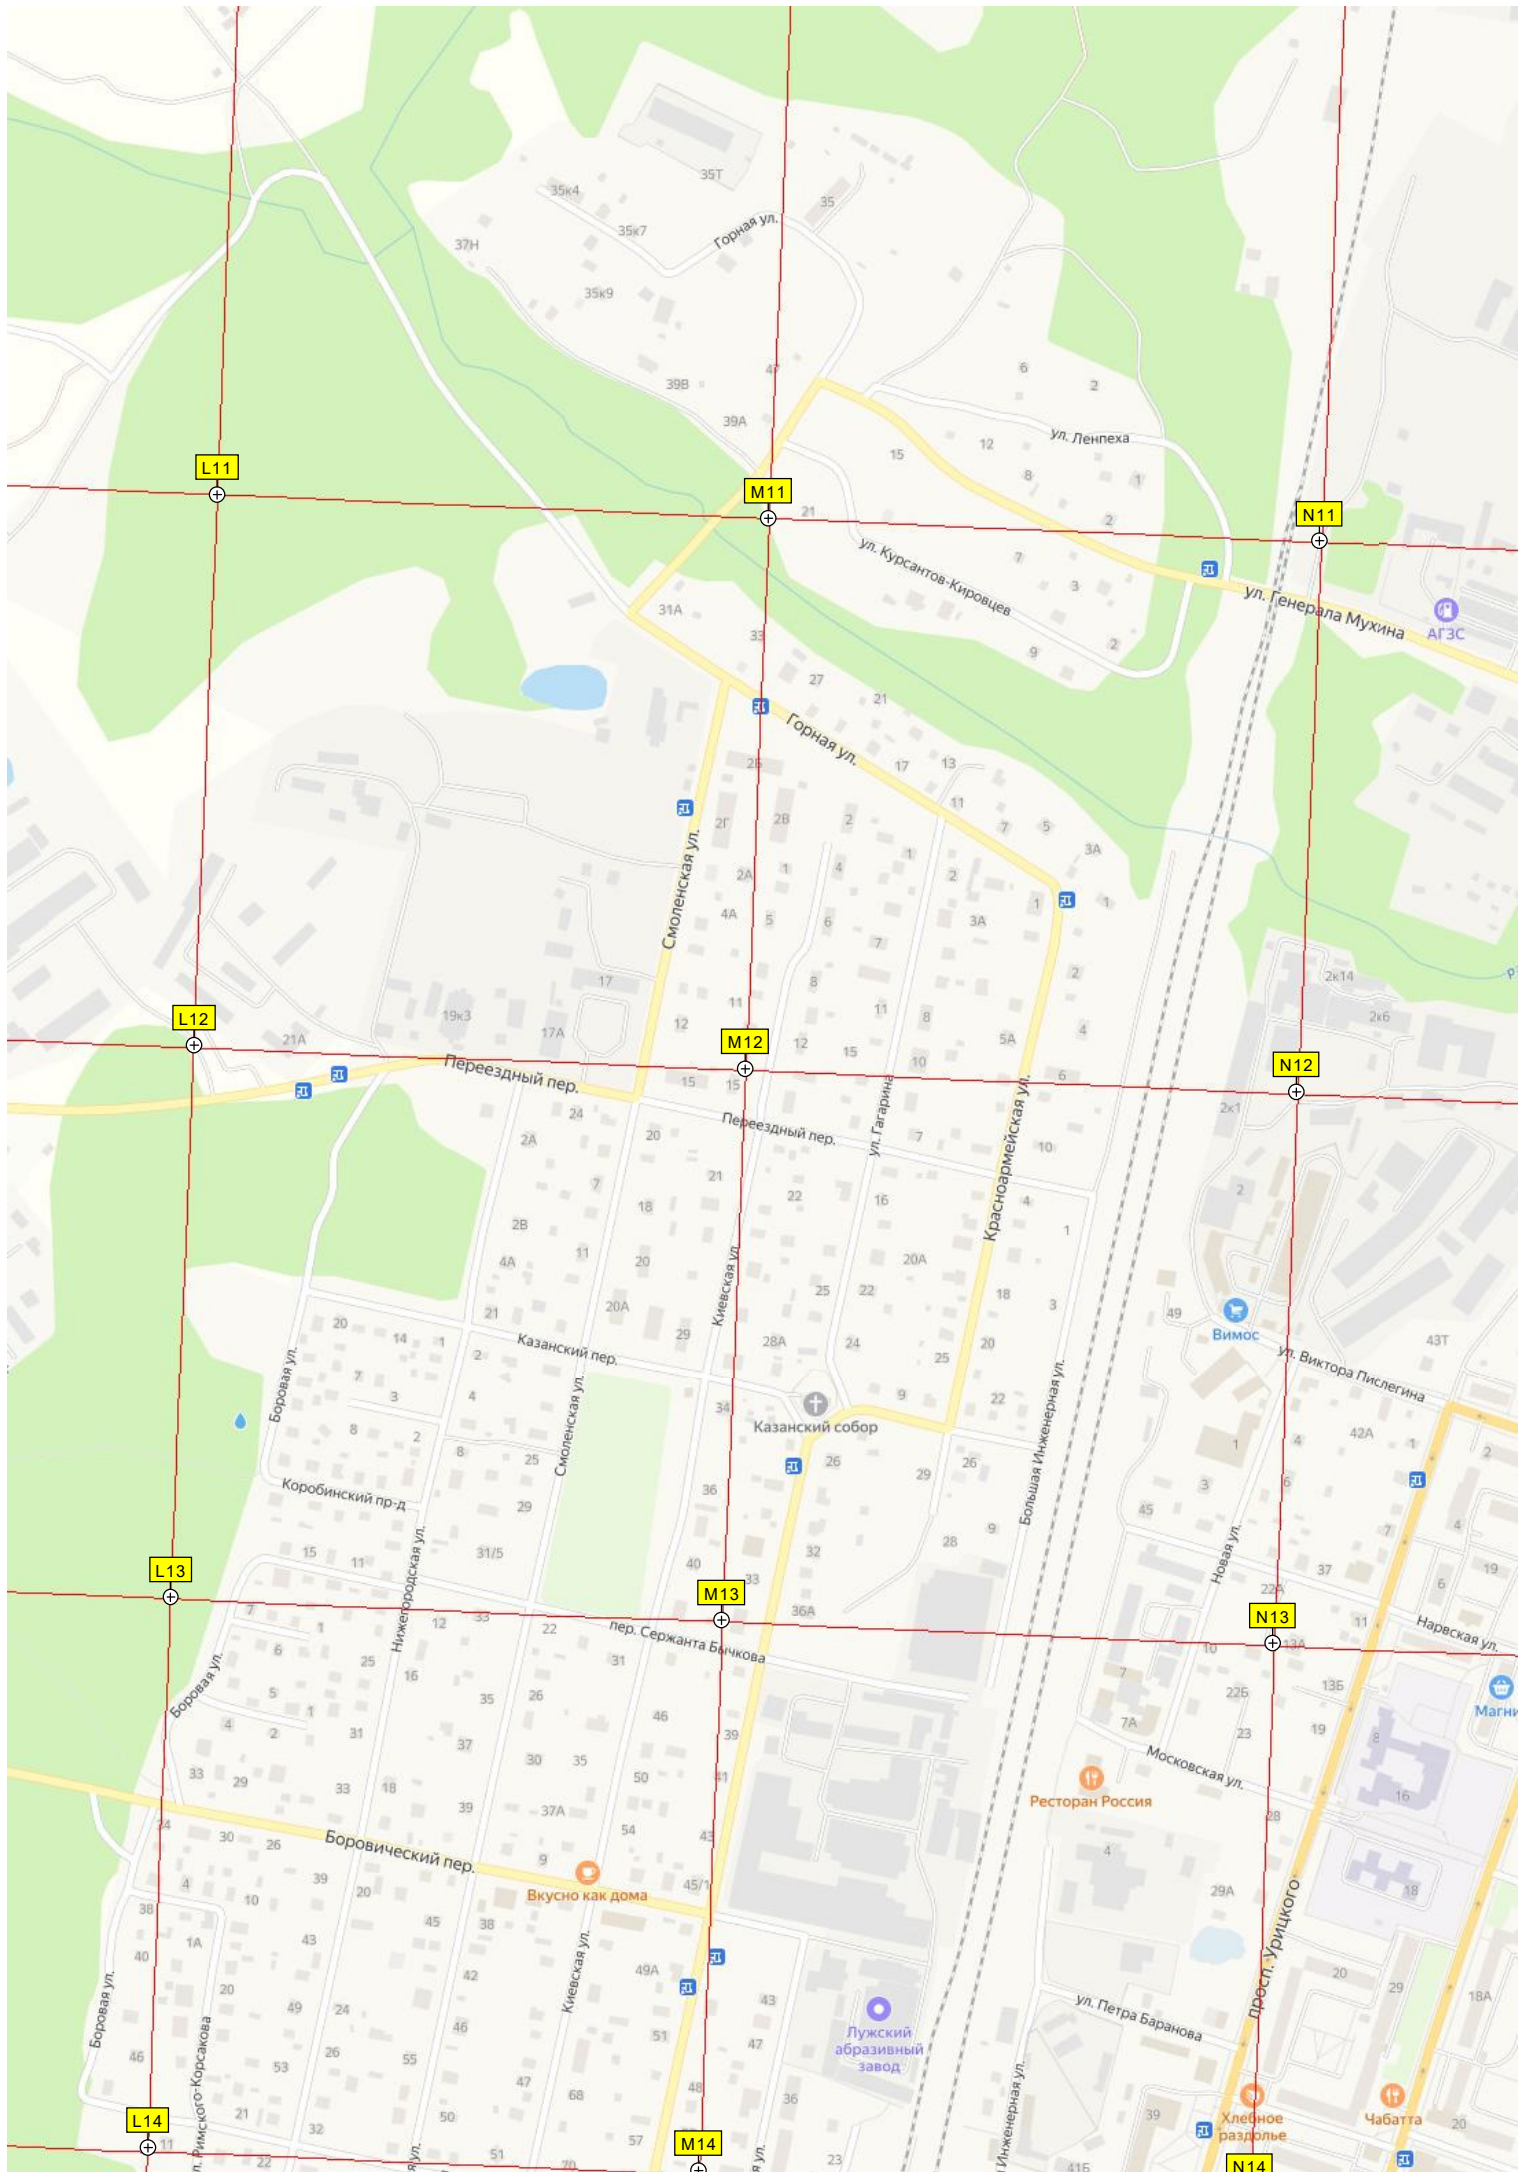 35Т
35к4
35
35к7
Горная ул.
37Н
35к9
47
39В
6
2
39А
ул. Ленпеха
12
15
L11
8
1
M11
21
2
N11
ул. Курсантов-Кировцев
7
3
ул. Генерала Мухина
31А
АГЗС
33
2
9
27
21
Горная ул.
17
13
2Б
11
2Г
2В
2
7
5
Смоленская ул.
1
3А
2А
1
4
2
4А
5
6
3А
1
1
7
2
2к14
17
8
L12
19к3
11
11
8
2к6
21А
17А
12
M12
12
15
5А
4
10
N12
Переездный пер.
15
15
6
24
2к1
20
Переездный пер.
ул. Гагарина
7
Красноармейская ул.
10
2А
21
7
22
16
4
2
18
2В
1
11
4А
20
Киевская ул.
20А
25
22
18
3
21
20А
49
Вимос
20
14
1
29
28А
24
20
43Т
Казанский пер.
ул. Виктора Пислегина
2
25
7
3
4
9
22
Боровая ул.
34
Казанский собор
8
2
42А
1
2
4
1
8
25
26
29
26
Большая Инженерная ул.
Смоленская ул.
Коробинский пр-д
36
3
6
29
45
7
4
9
28
Нижегородская ул.
15
11
31/5
32
Новая ул.
L13
40
33
37
19
M13
22А
6
7
36А
N13
11
Нарвская ул.
1
12
33
22
пер. Сержанта Бычкова
13А
6
25
31
10
16
7
Боровая ул.
5
35
26
22Б
13Б
Магни
1
46
4
2
31
39
7А
23
19
8
37
30
35
Московская ул.
33
29
33
18
50
41
Ресторан Россия
16
39
37А
28
34
30
26
54
43
Боровический пер.
4
9
39
4
20
Вкусно как дома
45/1
29А
18
10
38
45
38
1А
43
просп. Урицкого
40
49А
42
20
29
20
43
18А
Боровая ул.
49
24
Киевская ул.
ул. Петра Баранова
46
51
Лужский
абразивный
завод
47
46
26
55
53
л. Римского-Корсакова
47
68
48
36
Инженерная ул.
Хлебное
раздолье
Чабатта
39
L14
21
50
20
32
M14
11
57
22
51
70
23
41Б
N14